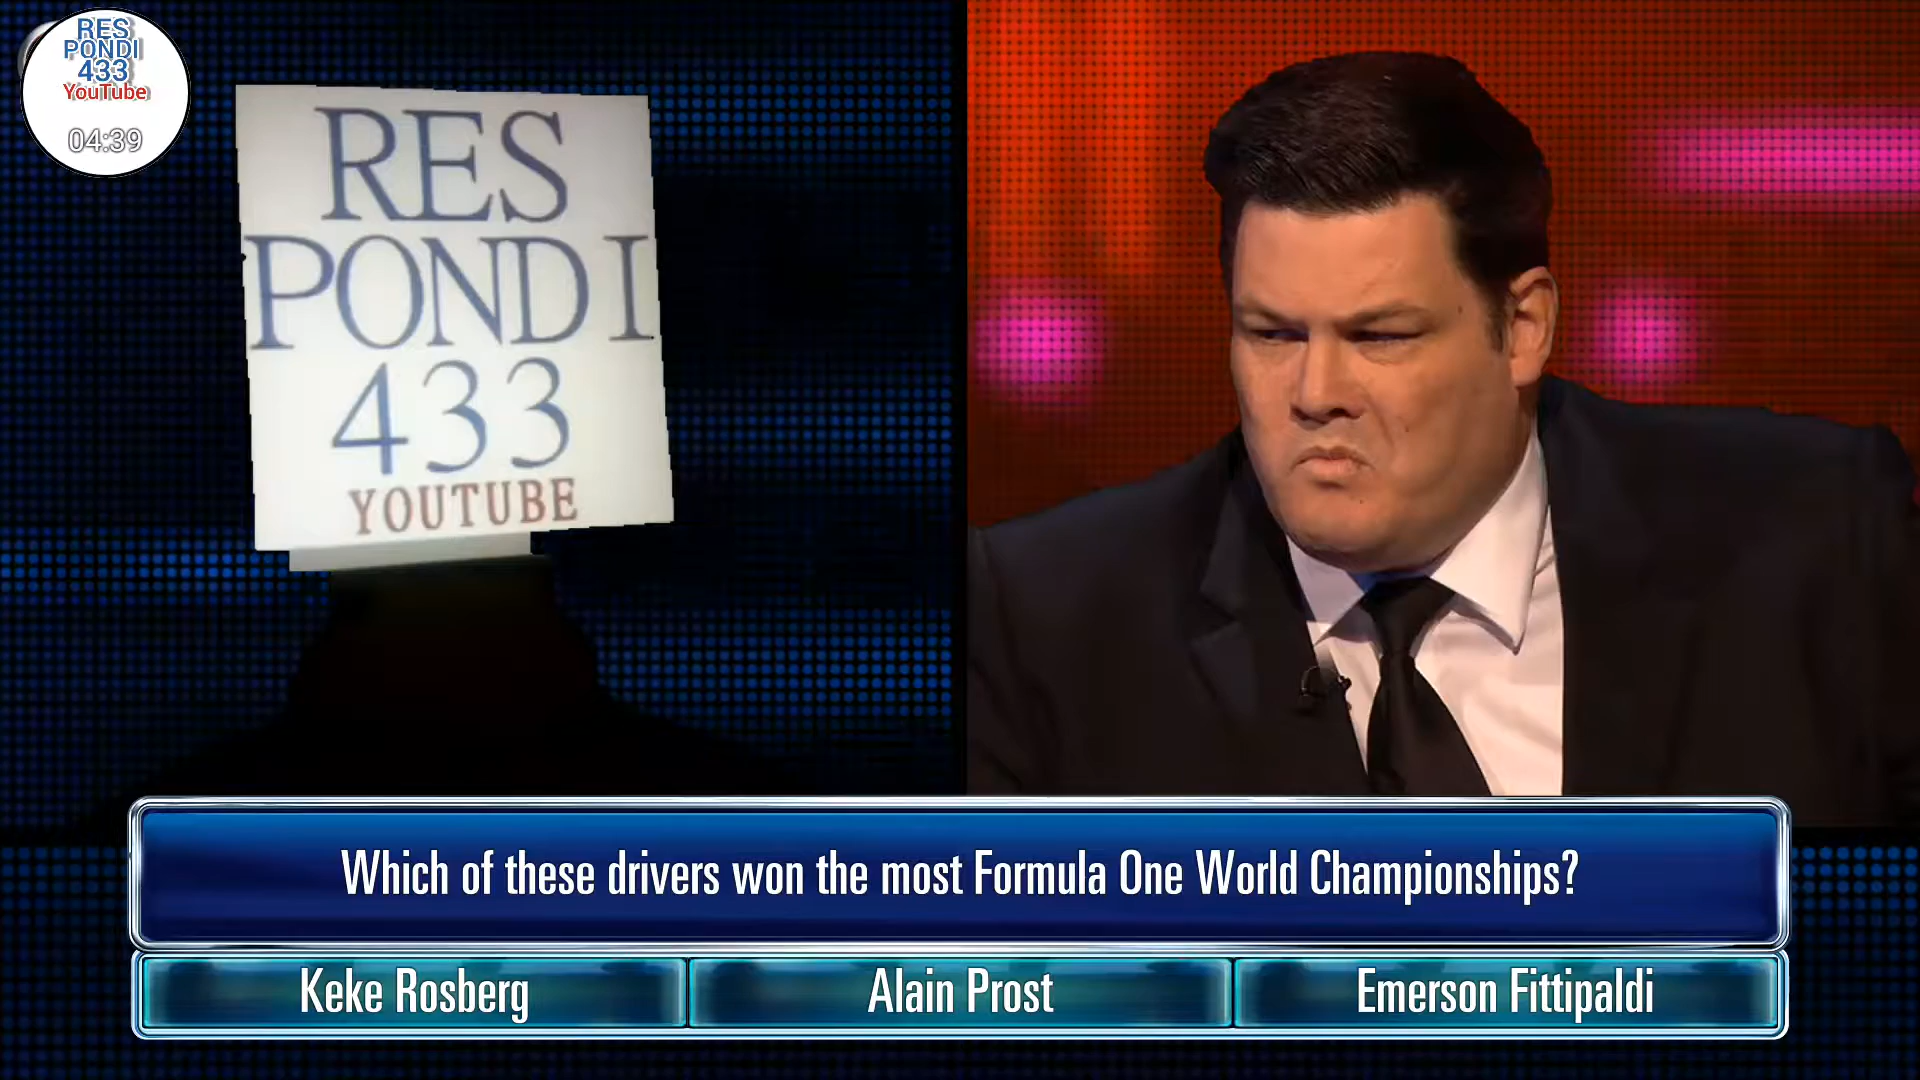 RES
PONDI
433
YouTube
04:39
RES
PONDI
433
YOUTUBE
Which of these drivers won the most Formula One World Championships?
Keke Rosberg
Alain Prost
Emerson Fittipaldi